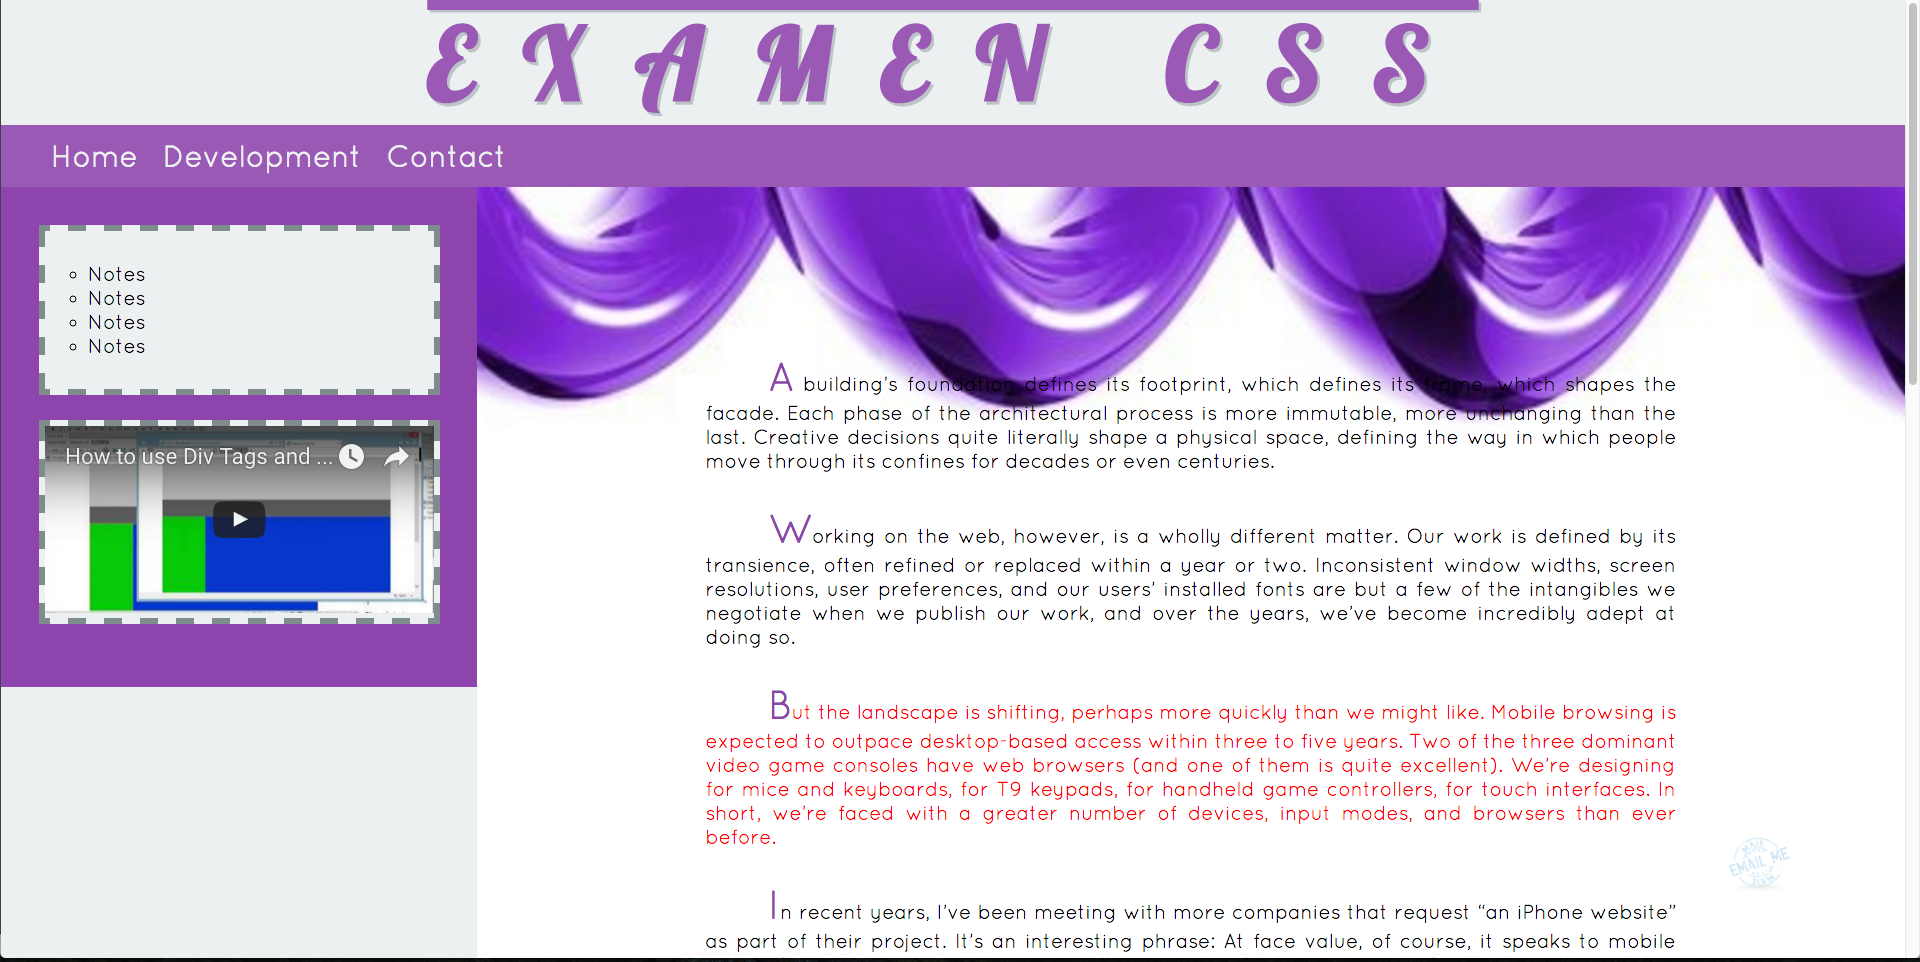 EXAMEN CSS
Home Development Contact
Notes
Notes
Notes
Notes
How to use Div Tags and ...
A building’s foundation defines its footprint, which defines its frame, which shapes the
facade. Each phase of the architectural process is more immutable, more unchanging than the
last. Creative decisions quite literally shape a physical space, defining the way in which people
move through its confines for decades or even centuries.
Working on the web, however, is a wholly different matter. Our work is defined by its
transience, often refined or replaced within a year or two. Inconsistent window widths, screen
resolutions, user preferences, and our users’ installed fonts are but a few of the intangibles we
negotiate when we publish our work, and over the years, we’ve become incredibly adept at
doing so.
But the landscape is shifting, perhaps more quickly than we might like. Mobile browsing is
expected to outpace desktop-based access within three to five years. Two of the three dominant
video game consoles have web browsers (and one of them is quite excellent). We’re designing
for mice and keyboards, for T9 keypads, for handheld game controllers, for touch interfaces. In
short, we’re faced with a greater number of devices, input modes, and browsers than ever
before.
EMAIL ME
In recent years, I’ve been meeting with more companies that request “an iPhone website”
as part of their project. It’s an interesting phrase: At face value, of course, it speaks to mobile